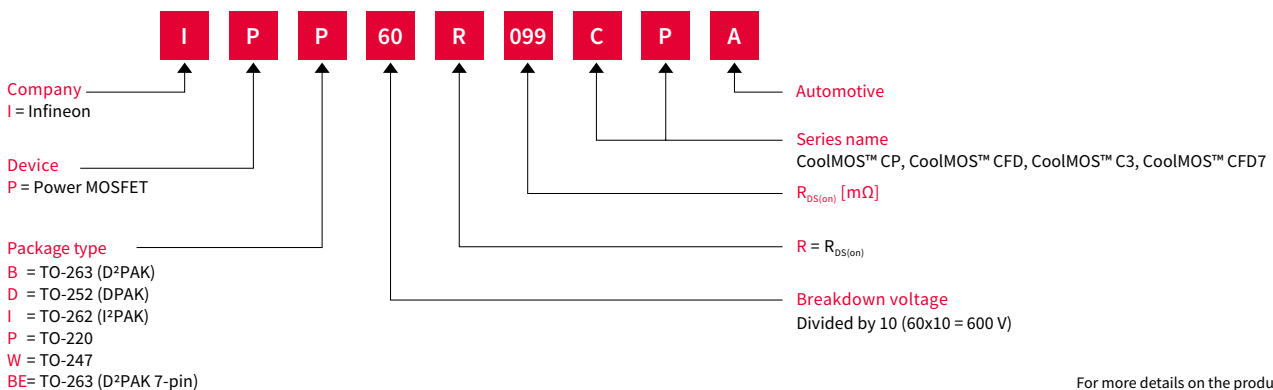 I P P 60 R 099 C P A
Company
I = Infineon
Device
P = Power MOSFET
Package type
B = TO-263 (D²PAK)
D = TO-252 (DPAK)
I = TO-262 (I²PAK)
P = TO-220
W = TO-247
BE= TO-263 (D²PAK 7-pin)
Automotive
Series name
CoolMOS™ CP, CoolMOS™ CFD, CoolMOS™ C3, CoolMOS™ CFD7
RDS(on) [mΩ]
R = RDS(on)
Breakdown voltage
Divided by 10 (60x10 = 600 V)
For more details on the produ